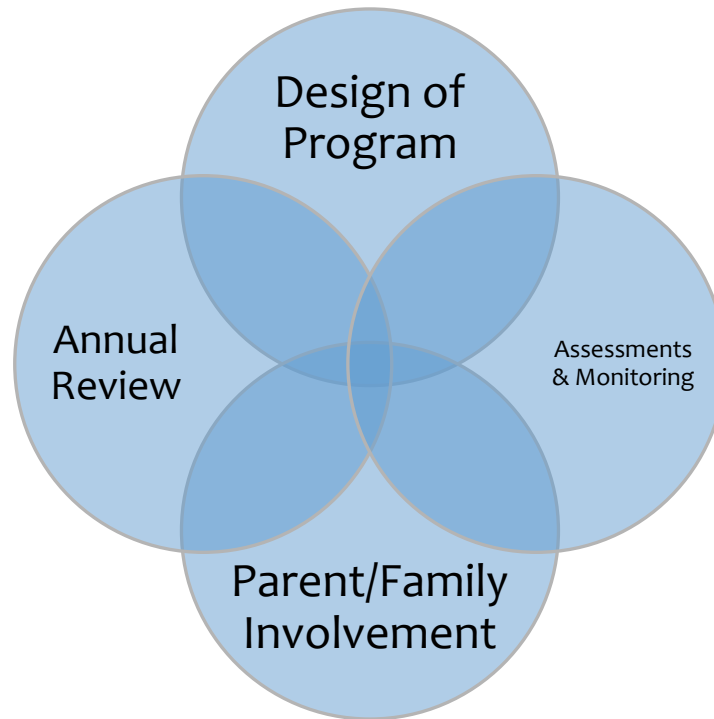 Design of
Program
Annual
Review
Assessments
& Monitoring
Parent/Family
Involvement